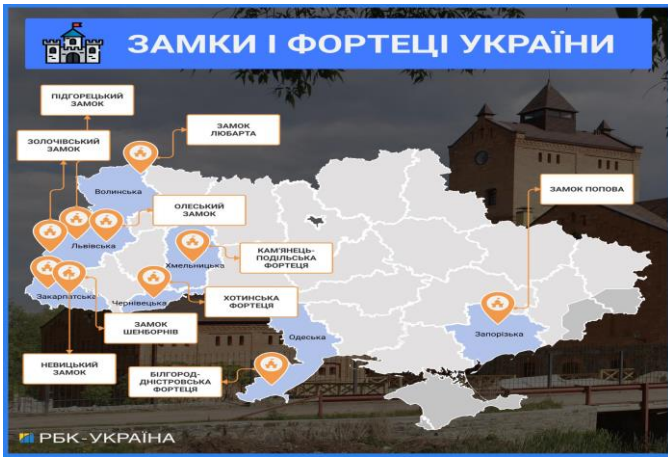 ЗАМКИ І ФОРТЕЦІ УКРАЇНИ
ПІДГОРЕЦЬКИЙ
ЗАМОК
ЗОЛОЧІВСЬКИЙ
ЗАМОК
ЗАМОК
ЛЮБАРТА
Волинська
ЗАМОК ПОПОВА
ОЛЕСЬКИЙ
ЗАМОК
Львівська
КАМ'ЯНЕЦЬ-
ПОДІЛЬСЬКА
ФОРТЕЦЯ
Хмельницька
Закарпатська
Чернівецька
ХОТИНСЬКА
ФОРТЕЦЯ
ЗАМОК
ШЕНБОРНІВ
Одеська
Запорізька
НЕВИЦЬКИЙ
ЗАМОК
БІЛГОРОД-
ДНІСТРОВСЬКА
ФОРТЕЦЯ
РБК-УКРАЇНА